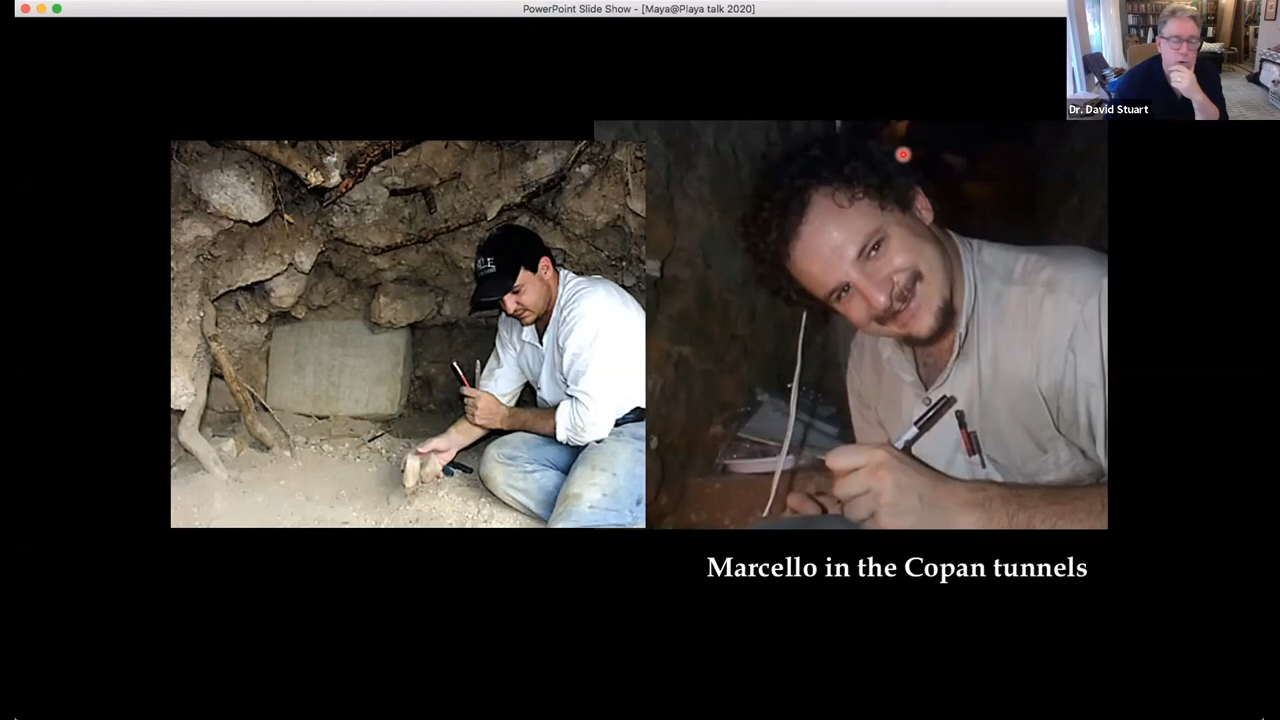 PowerPoint Slide Show - [Maya@Playa talk 2020]
Dr. David Stuart
Marcello in the Copan tunnels